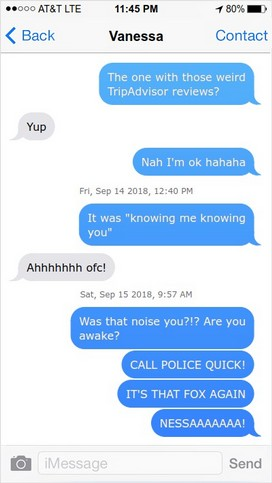 AT&T LTE 11:45 PM 80%
Back Vanessa Contact
The one with those weird
TripAdvisor reviews?
Yup
Nah I'm ok hahaha
Fri, Sep 14 2018, 12:40 PM
It was "knowing me knowing
you"
Ahhhhhhh ofc!
Sat, Sep 15 2018, 9:57 AM
Was that noise you?!? Are you
awake?
CALL POLICE QUICK!
IT'S THAT FOX AGAIN
NESSAAAAAAA!
iMessage Send